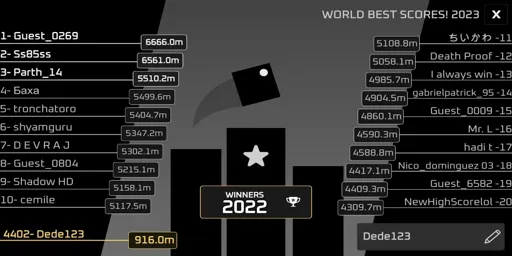 WORLD BEST SCORES! 2023 X
1- Guest_0269 6666.0m
2- Ss85ss 6561.0m
3- Parth_14 5510.2m
4- Баха 5499.6m
5- tronchatoro 5404.7m
6- shyamguru 5347.2m
7- D E V R A J 5302.1m
8- Guest_0804 5215.1m
9- Shadow HD 5158.1m
10- cemile 5117.5m
5108.8m ちいかわ -11
5058.1m Death Proof -12
4985.7m I always win -13
4904.5m gabrielpatrick_95 -14
4860.1m Guest_0009 -15
4590.3m Mr. L -16
4588.8m hadi t -17
4417.1m Nico_dominguez 03 -18
4409.3m Guest_6582 -19
4309.7m NewHighScorelol -20
WINNERS
2022
4402- Dede123 916.0m
Dede123